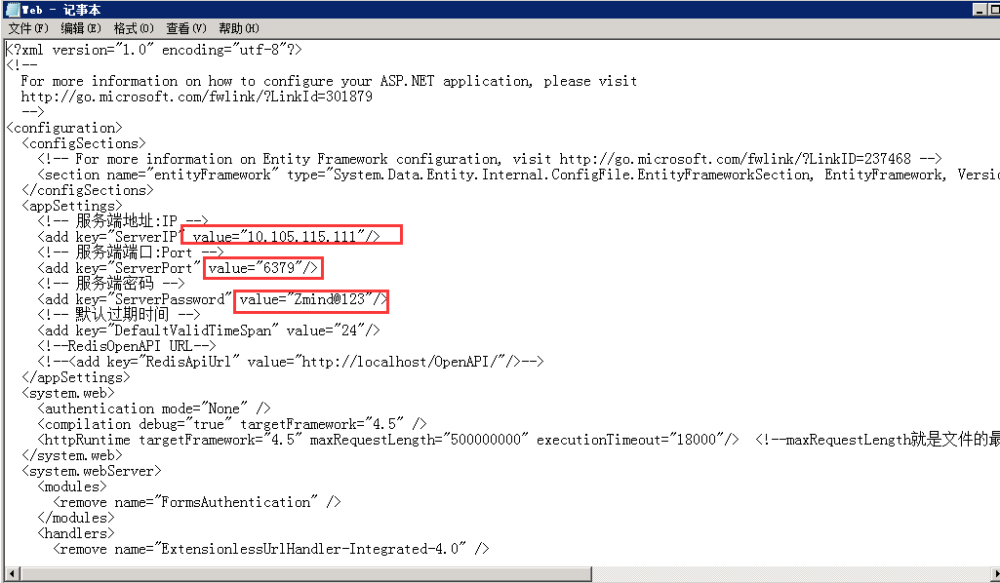 Web - 记事本
文件(F) 编辑(E) 格式(O) 查看(V) 帮助(H)
<?xml version="1.0" encoding="utf-8"?>
<!--
For more information on how to configure your ASP.NET application, please visit
http://go.microsoft.com/fwlink/?LinkId=301879
-->
<configuration>
<configSections>
<!-- For more information on Entity Framework configuration, visit http://go.microsoft.com/fwlink/?LinkID=237468 -->
<section name="entityFramework" type="System.Data.Entity.Internal.ConfigFile.EntityFrameworkSection, EntityFramework, Versio
</configSections>
<appSettings>
<!-- 服务端地址:IP -->
<add key="ServerIP" value="10.105.115.111"/>
<!-- 服务端端口:Port -->
<add key="ServerPort" value="6379"/>
<!-- 服务端密码 -->
<add key="ServerPassword" value="Zmind@123"/>
<!-- 默认过期时间 -->
<add key="DefaultValidTimeSpan" value="24"/>
<!--RedisOpenAPI URL-->
<!--<add key="RedisApiUrl" value="http://localhost/OpenAPI/"/>-->
</appSettings>
<system.web>
<authentication mode="None" />
<compilation debug="true" targetFramework="4.5" />
<httpRuntime targetFramework="4.5" maxRequestLength="500000000" executionTimeout="18000"/> <!--maxRequestLength就是文件的最
</system.web>
<system.webServer>
<modules>
<remove name="FormsAuthentication" />
</modules>
<handlers>
<remove name="ExtensionlessUrlHandler-Integrated-4.0" />